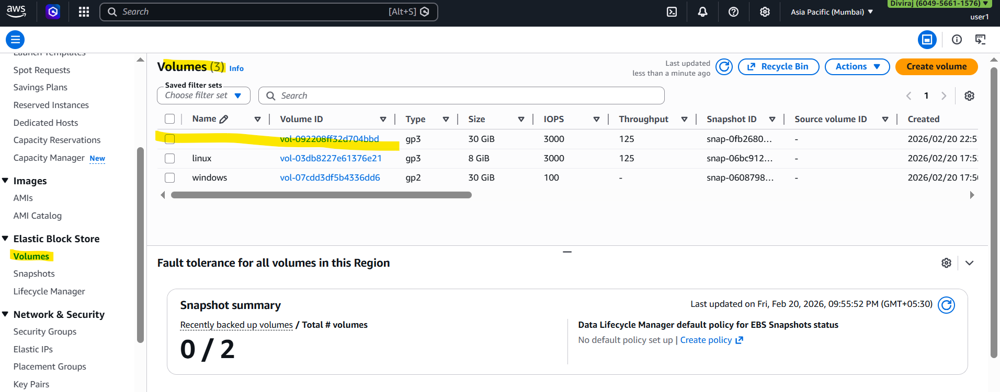 aws
Search [Alt+S]
Asia Pacific (Mumbai)
Diviraj (6049-5661-1576)
user1
Launch Templates
Spot Requests
Savings Plans
Reserved Instances
Dedicated Hosts
Capacity Reservations
Capacity Manager New
Images
AMIs
AMI Catalog
Elastic Block Store
Volumes
Snapshots
Lifecycle Manager
Network & Security
Security Groups
Elastic IPs
Placement Groups
Key Pairs
Volumes (3) Info
Last updated
less than a minute ago
Recycle Bin
Actions
Create volume
Saved filter sets
Choose filter set
Search
1
Name Volume ID Type Size IOPS Throughput Snapshot ID Source volume ID Created
vol-092208ff32d704bbd gp3 30 GiB 3000 125 snap-0fb2680... - 2026/02/20 22:5
linux vol-03db8227e61376e21 gp3 8 GiB 3000 125 snap-06bc912... - 2026/02/20 17:5
windows vol-07cdd3df5b4336dd6 gp2 30 GiB 100 - snap-0608798... - 2026/02/20 17:5
Fault tolerance for all volumes in this Region
Snapshot summary
Last updated on Fri, Feb 20, 2026, 09:55:52 PM (GMT+05:30)
Recently backed up volumes / Total # volumes
0 / 2
Data Lifecycle Manager default policy for EBS Snapshots status
No default policy set up | Create policy